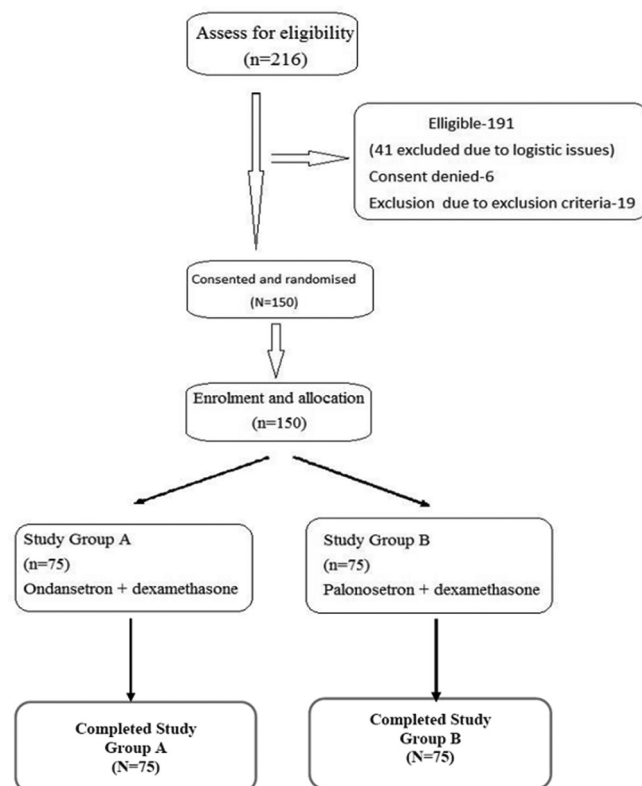 Assess for eligibility
(n=216)
Elligible-191
(41 excluded due to logistic issues)
Consent denied-6
Exclusion due to exclusion criteria-19
Consented and randomised
(N=150)
Enrolment and allocation
(n=150)
Study Group A
(n=75)
Ondansetron + dexamethasone
Study Group B
(n=75)
Palonosetron + dexamethasone
Completed Study
Group A
(N=75)
Completed Study
Group B
(N=75)